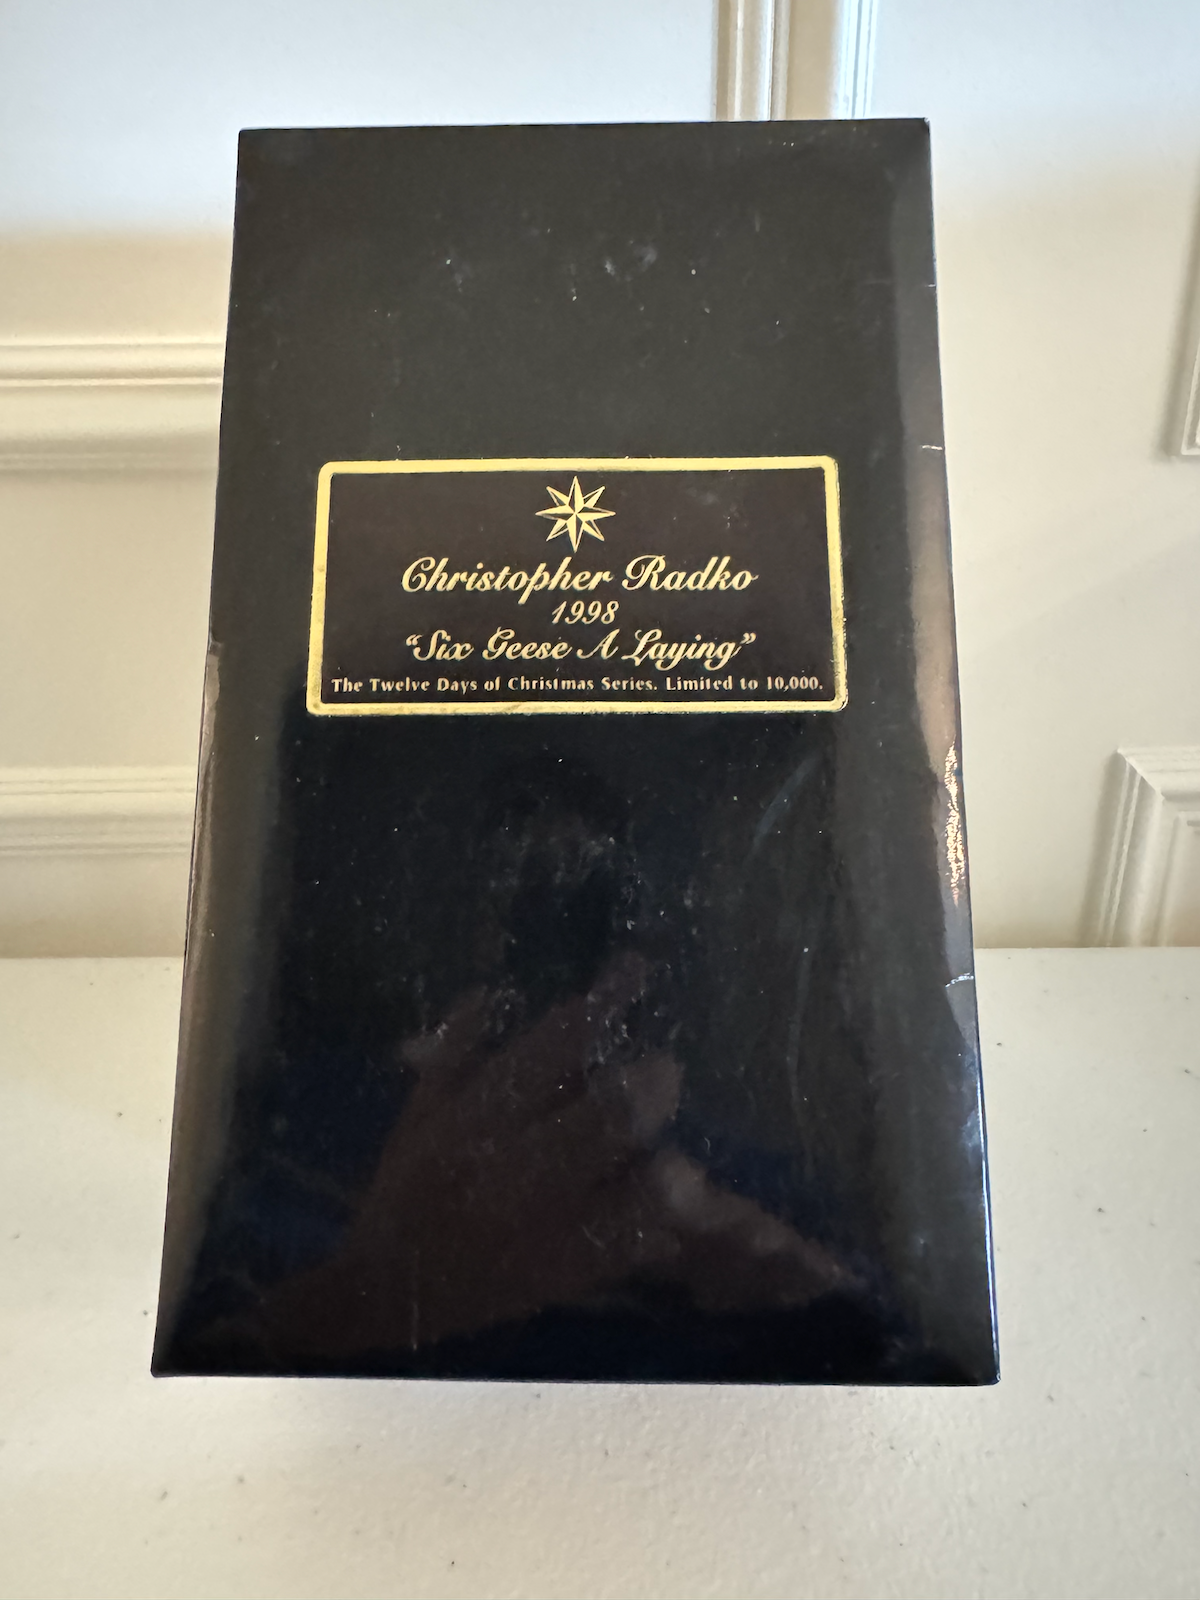 Christopher Radko
1998
"Six Geese A Laying"
The Twelve Days of Christmas Series. Limited to 10,000.